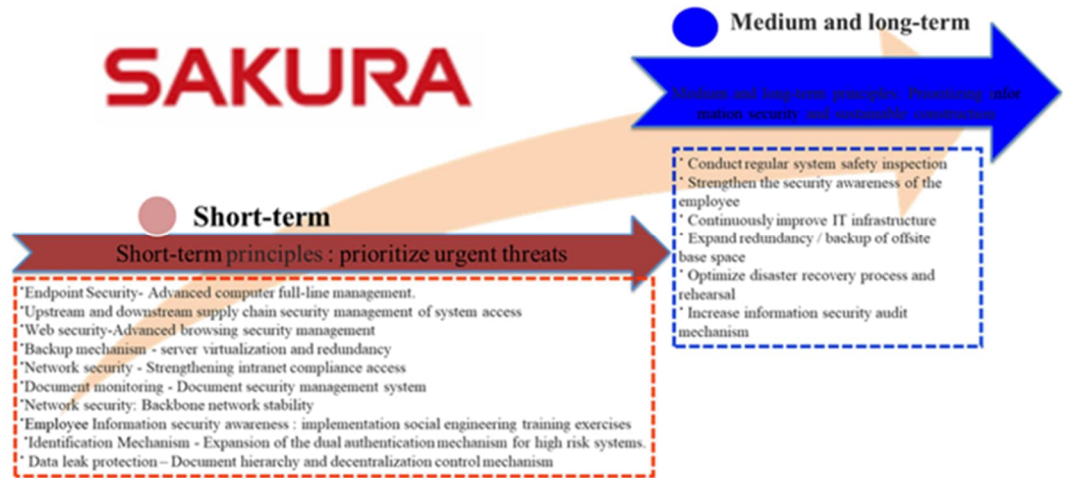 SAKURA
Medium and long-term
Medium and long-term principles: Prioritizing infor
mation security and sustainable construction
· Conduct regular system safety inspection
· Strengthen the security awareness of the
employee
· Continuously improve IT infrastructure
· Expand redundancy / backup of offsite
base space
· Optimize disaster recovery process and
rehearsal
· Increase information security audit
mechanism
Short-term
Short-term principles : prioritize urgent threats
·Endpoint Security- Advanced computer full-line management.
·Upstream and downstream supply chain security management of system access
·Web security-Advanced browsing security management
·Backup mechanism - server virtualization and redundancy
·Network security - Strengthening intranet compliance access
·Document monitoring - Document security management system
·Network security: Backbone network stability
·Employee Information security awareness : implementation social engineering training exercises
·Identification Mechanism - Expansion of the dual authentication mechanism for high risk systems.
· Data leak protection – Document hierarchy and decentralization control mechanism